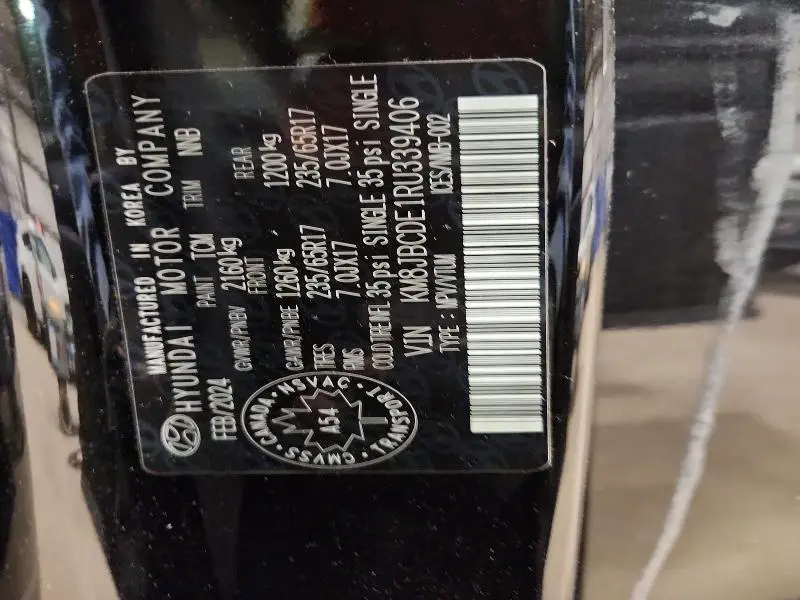 MANUFACTURED IN KOREA BY
HYUNDAI MOTOR COMPANY
FEB/2024 PAINT TCM TRIM NNB
GVWR/PNBV 2160kg
FRONT REAR
GAWR/PNBE 1260kg 1200kg
TIRES 235/65R17 235/65R17
RIMS 7.0JX17 7.0JX17
COLD TIRE INFL 35 psi SINGLE 35 psi SINGLE
VIN KM8JBCDE1RU339406
TYPE : MPV/VTUM ICES/NMB-002
CANADA · NSVAC · TRANSPORT · CMVSS
A54